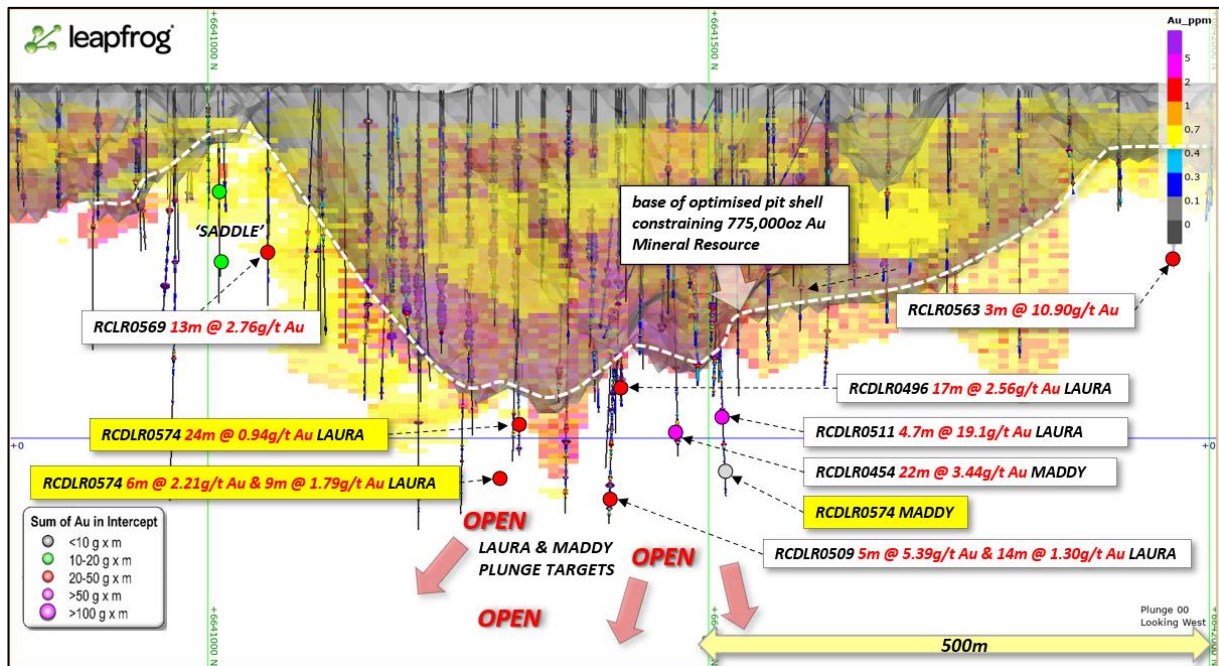 leapfrog
+6641000 N
+6641500 N
+6642000 N
Au_ppm
5
2
1
0.7
0.4
0.3
0.1
0
'SADDLE'
base of optimised pit shell
constraining 775,000oz Au
Mineral Resource
RCLR0569 13m @ 2.76g/t Au
RCLR0563 3m @ 10.90g/t Au
RCDLR0496 17m @ 2.56g/t Au LAURA
RCDLR0574 24m @ 0.94g/t Au LAURA
RCDLR0511 4.7m @ 19.1g/t Au LAURA
+0
+0
RCDLR0454 22m @ 3.44g/t Au MADDY
RCDLR0574 6m @ 2.21g/t Au & 9m @ 1.79g/t Au LAURA
RCDLR0574 MADDY
Sum of Au in Intercept
<10 g x m
10-20 g x m
20-50 g x m
>50 g x m
>100 g x m
OPEN
LAURA & MADDY
PLUNGE TARGETS
OPEN
RCDLR0509 5m @ 5.39g/t Au & 14m @ 1.30g/t Au LAURA
OPEN
Plunge 00
Looking West
500m
+6641000 N
+6641500 N
+6642000 N